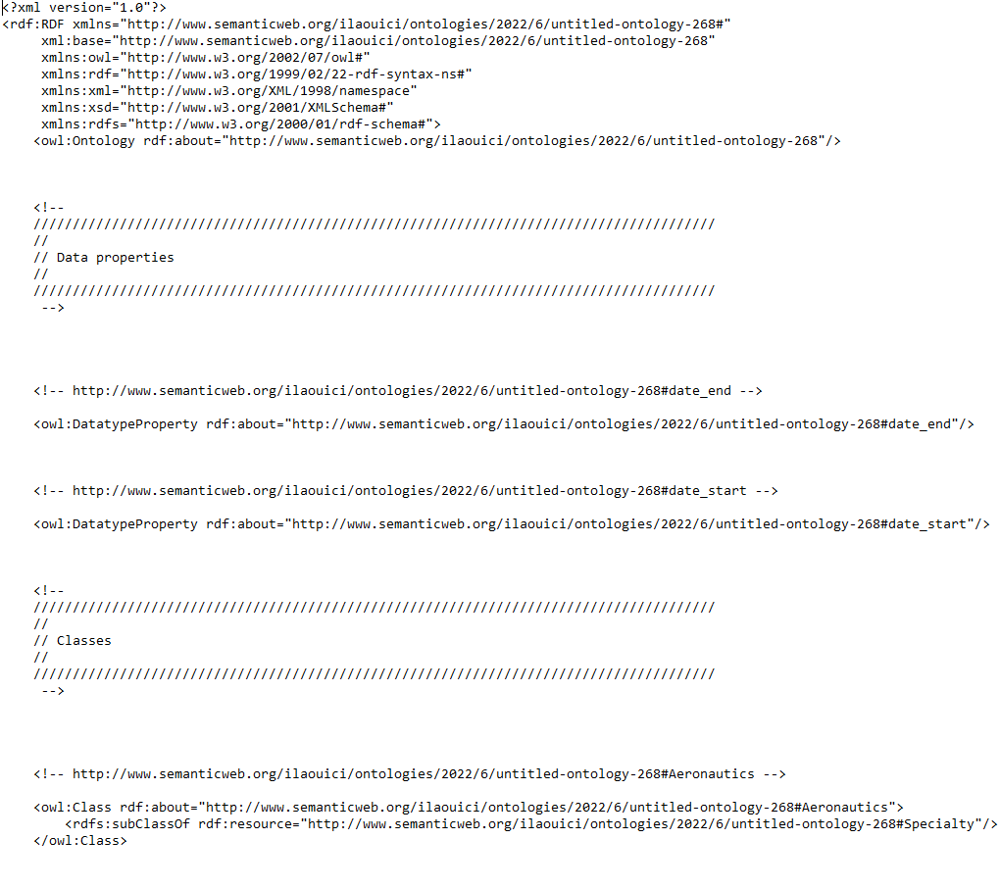 <?xml version="1.0"?>
<rdf:RDF xmlns="http://www.semanticweb.org/ilaouici/ontologies/2022/6/untitled-ontology-268#"
     xml:base="http://www.semanticweb.org/ilaouici/ontologies/2022/6/untitled-ontology-268"
     xmlns:owl="http://www.w3.org/2002/07/owl#"
     xmlns:rdf="http://www.w3.org/1999/02/22-rdf-syntax-ns#"
     xmlns:xml="http://www.w3.org/XML/1998/namespace"
     xmlns:xsd="http://www.w3.org/2001/XMLSchema#"
     xmlns:rdfs="http://www.w3.org/2000/01/rdf-schema#">
    <owl:Ontology rdf:about="http://www.semanticweb.org/ilaouici/ontologies/2022/6/untitled-ontology-268"/>
    <!--
    ///////////////////////////////////////////////////////////////////////////////////////
    //
    // Data properties
    //
    ///////////////////////////////////////////////////////////////////////////////////////
     -->
    <!-- http://www.semanticweb.org/ilaouici/ontologies/2022/6/untitled-ontology-268#date_end -->
    <owl:DatatypeProperty rdf:about="http://www.semanticweb.org/ilaouici/ontologies/2022/6/untitled-ontology-268#date_end"/>
    <!-- http://www.semanticweb.org/ilaouici/ontologies/2022/6/untitled-ontology-268#date_start -->
    <owl:DatatypeProperty rdf:about="http://www.semanticweb.org/ilaouici/ontologies/2022/6/untitled-ontology-268#date_start"/>
    <!--
    ///////////////////////////////////////////////////////////////////////////////////////
    //
    // Classes
    //
    ///////////////////////////////////////////////////////////////////////////////////////
     -->
    <!-- http://www.semanticweb.org/ilaouici/ontologies/2022/6/untitled-ontology-268#Aeronautics -->
    <owl:Class rdf:about="http://www.semanticweb.org/ilaouici/ontologies/2022/6/untitled-ontology-268#Aeronautics">
        <rdfs:subClassOf rdf:resource="http://www.semanticweb.org/ilaouici/ontologies/2022/6/untitled-ontology-268#Specialty"/>
    </owl:Class>